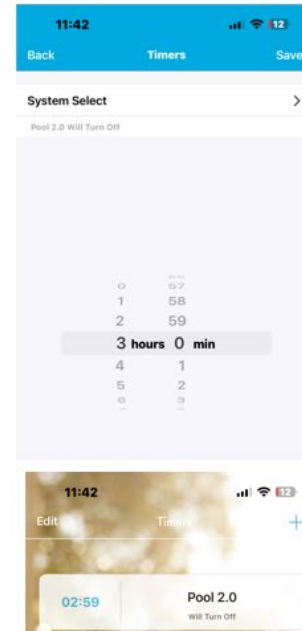 11:42 12
Back Timers Save
System Select >
Pool 2.0 Will Turn Off
0 57
1 58
2 59
3 hours 0 min
4 1
5 2
6 3
11:42 12
Edit Timers +
02:59 Pool 2.0
Will Turn Off